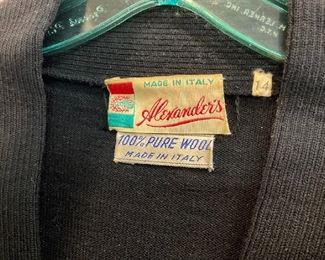 MADE IN ITALY
Alexander's
14
100% PURE WOOL
MADE IN ITALY